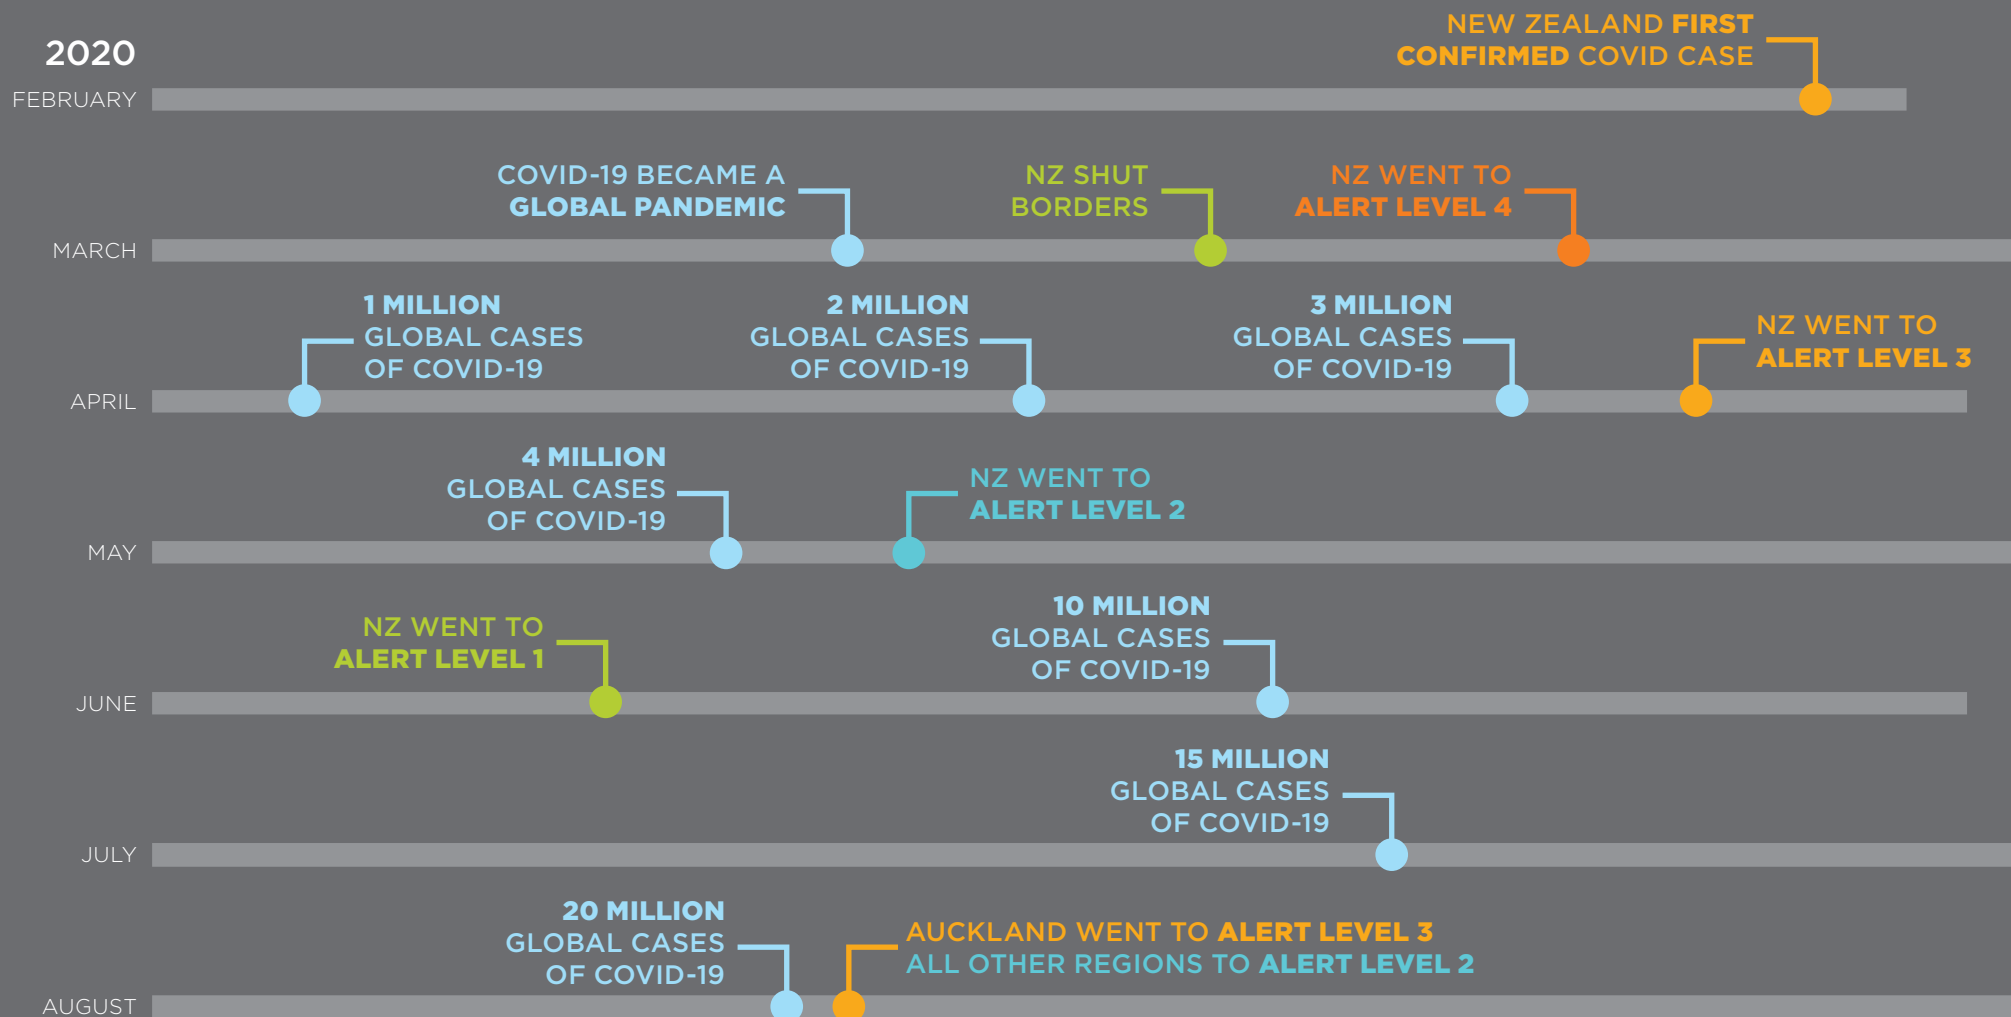 2020
NEW ZEALAND FIRST
CONFIRMED COVID CASE
FEBRUARY
COVID-19 BECAME A
GLOBAL PANDEMIC
NZ SHUT
BORDERS
NZ WENT TO
ALERT LEVEL 4
MARCH
1 MILLION
GLOBAL CASES
OF COVID-19
2 MILLION
GLOBAL CASES
OF COVID-19
3 MILLION
GLOBAL CASES
OF COVID-19
NZ WENT TO
ALERT LEVEL 3
APRIL
4 MILLION
GLOBAL CASES
OF COVID-19
NZ WENT TO
ALERT LEVEL 2
MAY
NZ WENT TO
ALERT LEVEL 1
10 MILLION
GLOBAL CASES
OF COVID-19
JUNE
15 MILLION
GLOBAL CASES
OF COVID-19
JULY
20 MILLION
GLOBAL CASES
OF COVID-19
AUCKLAND WENT TO ALERT LEVEL 3
ALL OTHER REGIONS TO ALERT LEVEL 2
AUGUST